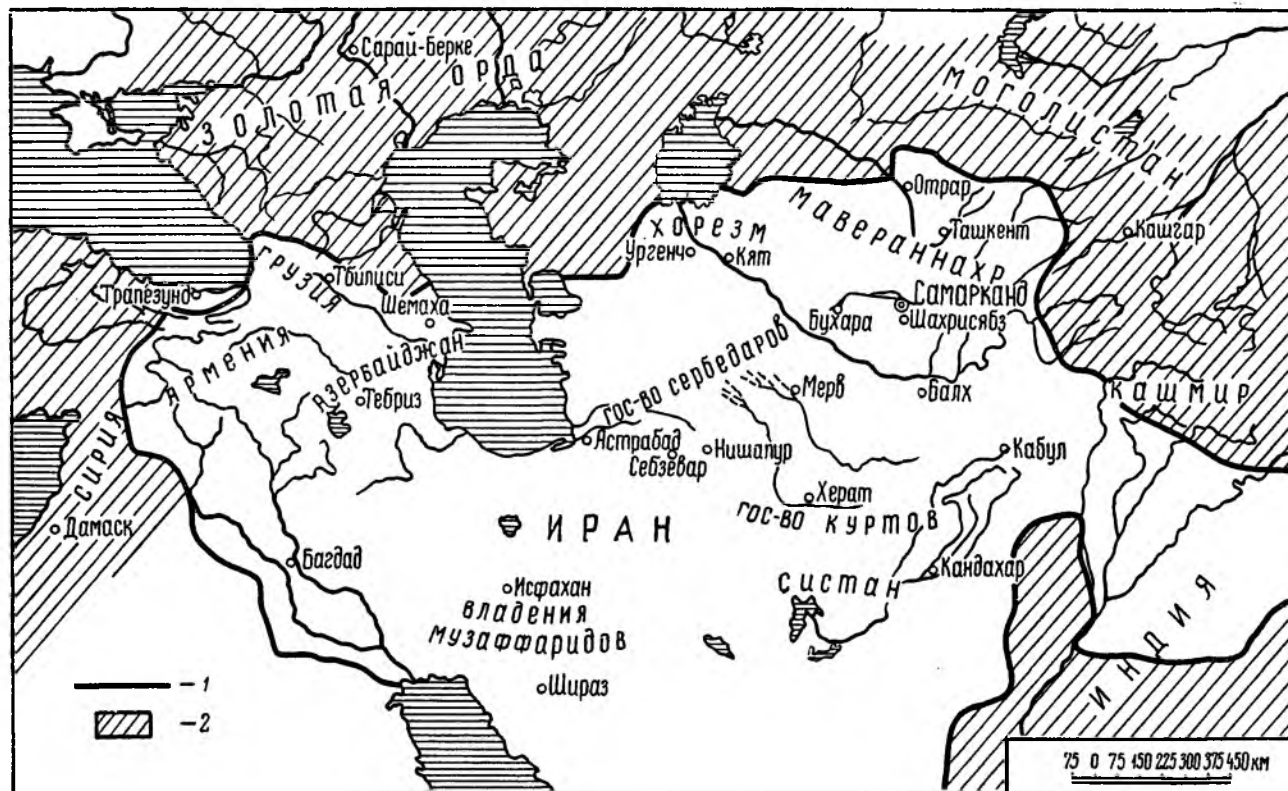 Сарай-Берке
ЗОЛОТАЯ ОРДА
МОГОЛИСТАН
Отрар
МАВЕРАННАХР
Ташкент
Кашгар
ХОРЕЗМ
Ургенч
Кят
ГРУЗИЯ
Тбилиси
Трапезунд
Шемаха
Самарканд
Бухара
Шахрисябз
АРМЕНИЯ
АЗЕРБАЙДЖАН
Тебриз
ГОС-ВО СЕРБЕДАРОВ
Мерв
Балх
КАШМИР
Астрабад
Себзевар
Нишапур
Кабул
СИРИЯ
Херат
ГОС-ВО КУРТОВ
Дамаск
ИРАН
Багдад
Кандахар
СИСТАН
Исфахан
ВЛАДЕНИЯ
МУЗАФФАРИДОВ
ИНДИЯ
Шираз
-1
-2
75 0 75 150 225 300 375 450 км